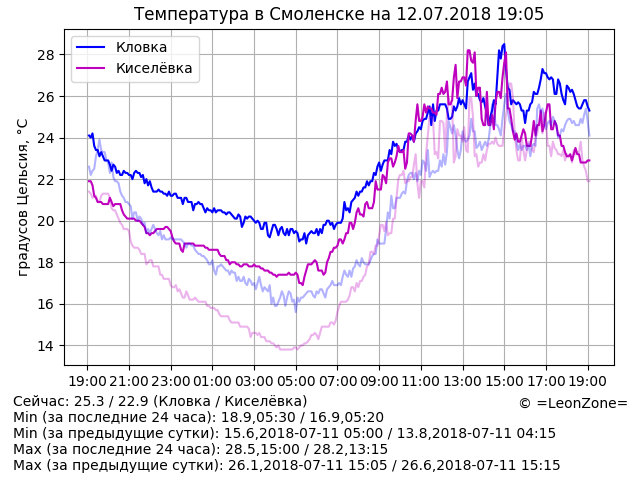 Температура в Смоленске на 12.07.2018 19:05
Кловка
Киселёвка
градусов Цельсия, °C
28
26
24
22
20
18
16
14
19:00 21:00 23:00 01:00 03:00 05:00 07:00 09:00 11:00 13:00 15:00 17:00 19:00
Сейчас: 25.3 / 22.9 (Кловка / Киселёвка)
© =LeonZone=
Min (за последние 24 часа): 18.9,05:30 / 16.9,05:20
Min (за предыдущие сутки): 15.6,2018-07-11 05:00 / 13.8,2018-07-11 04:15
Max (за последние 24 часа): 28.5,15:00 / 28.2,13:15
Max (за предыдущие сутки): 26.1,2018-07-11 15:05 / 26.6,2018-07-11 15:15